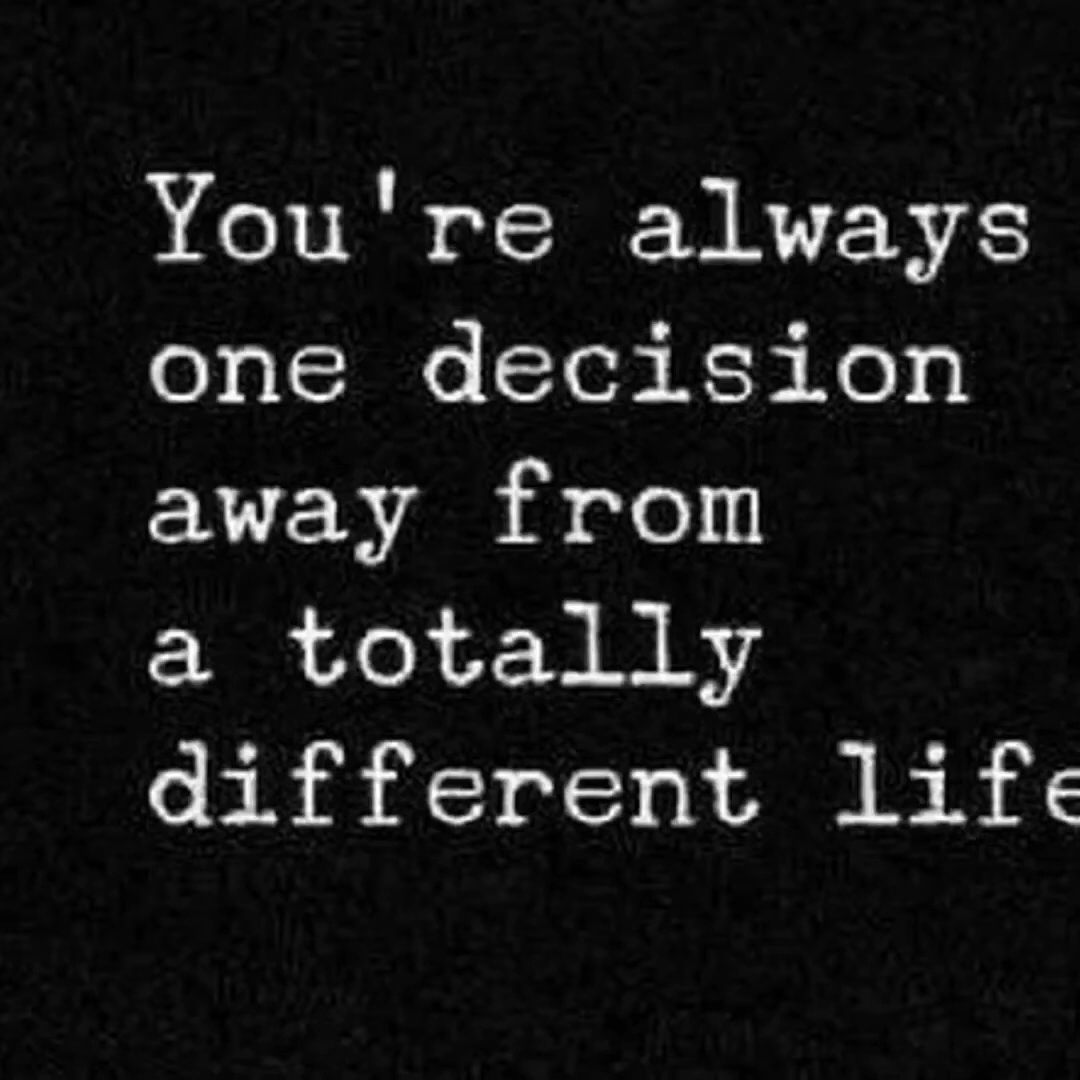 You're always
one decision
away from
a totally
different life